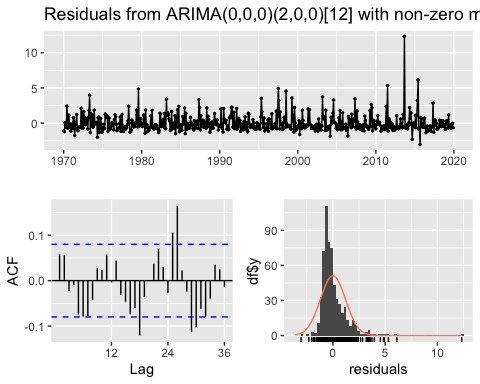 Residuals from ARIMA(0,0,0)(2,0,0)[12] with non-zero m
10
5
0
1970 1980 1990 2000 2010 2020
ACF
0.1
0.0
-0.1
12 24 36
Lag
df$y
90
60
30
0
0 5 10
residuals